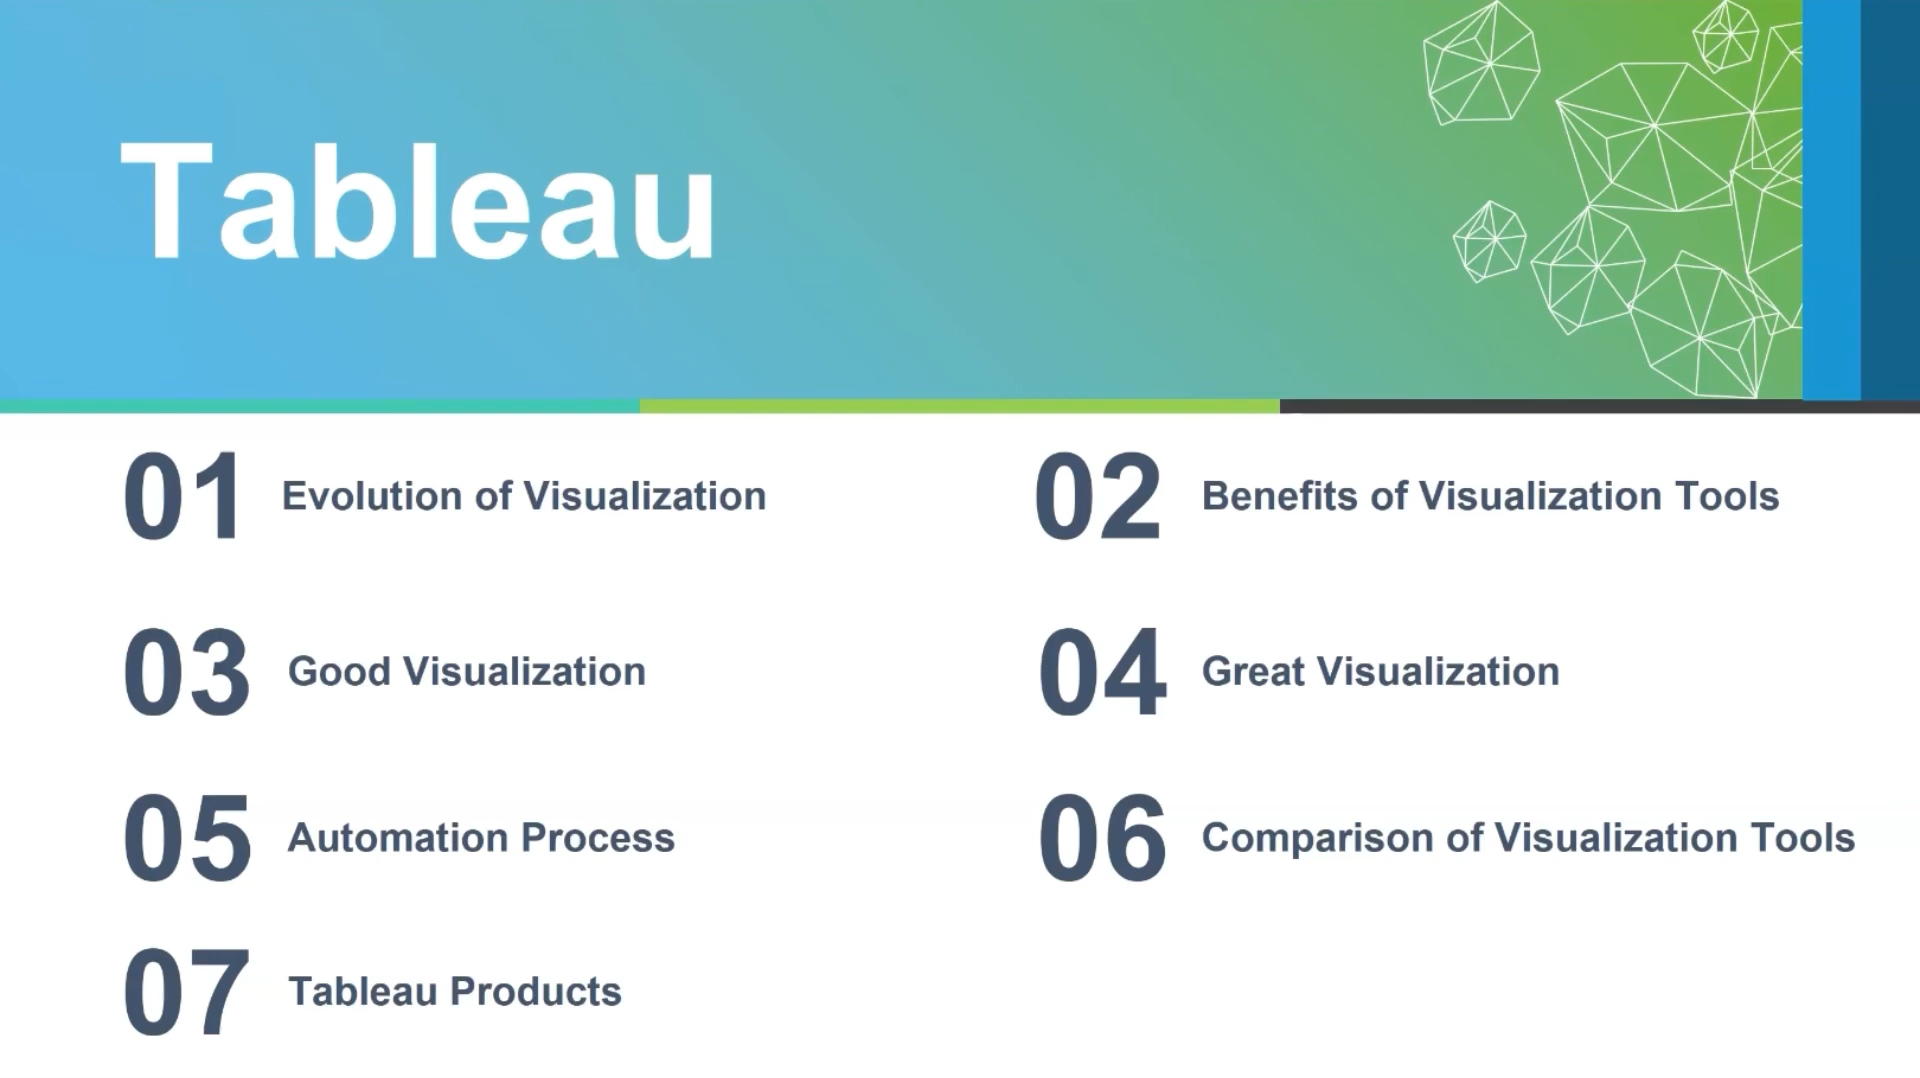 Tableau
01 Evolution of Visualization
02 Benefits of Visualization Tools
03 Good Visualization
04 Great Visualization
05 Automation Process
06 Comparison of Visualization Tools
07 Tableau Products